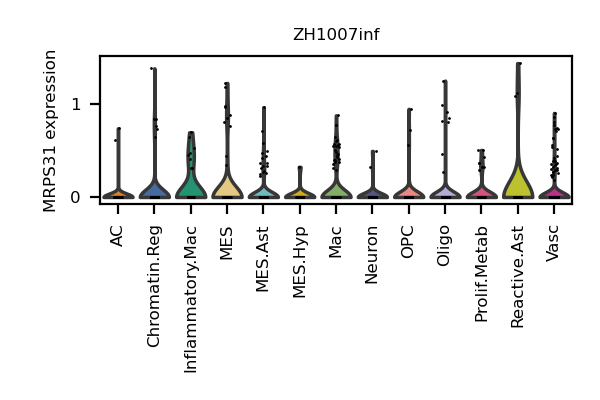 ZH1007inf
MRPS31 expression
1
0
AC
Chromatin.Reg
Inflammatory.Mac
MES
MES.Ast
MES.Hyp
Mac
Neuron
OPC
Oligo
Prolif.Metab
Reactive.Ast
Vasc